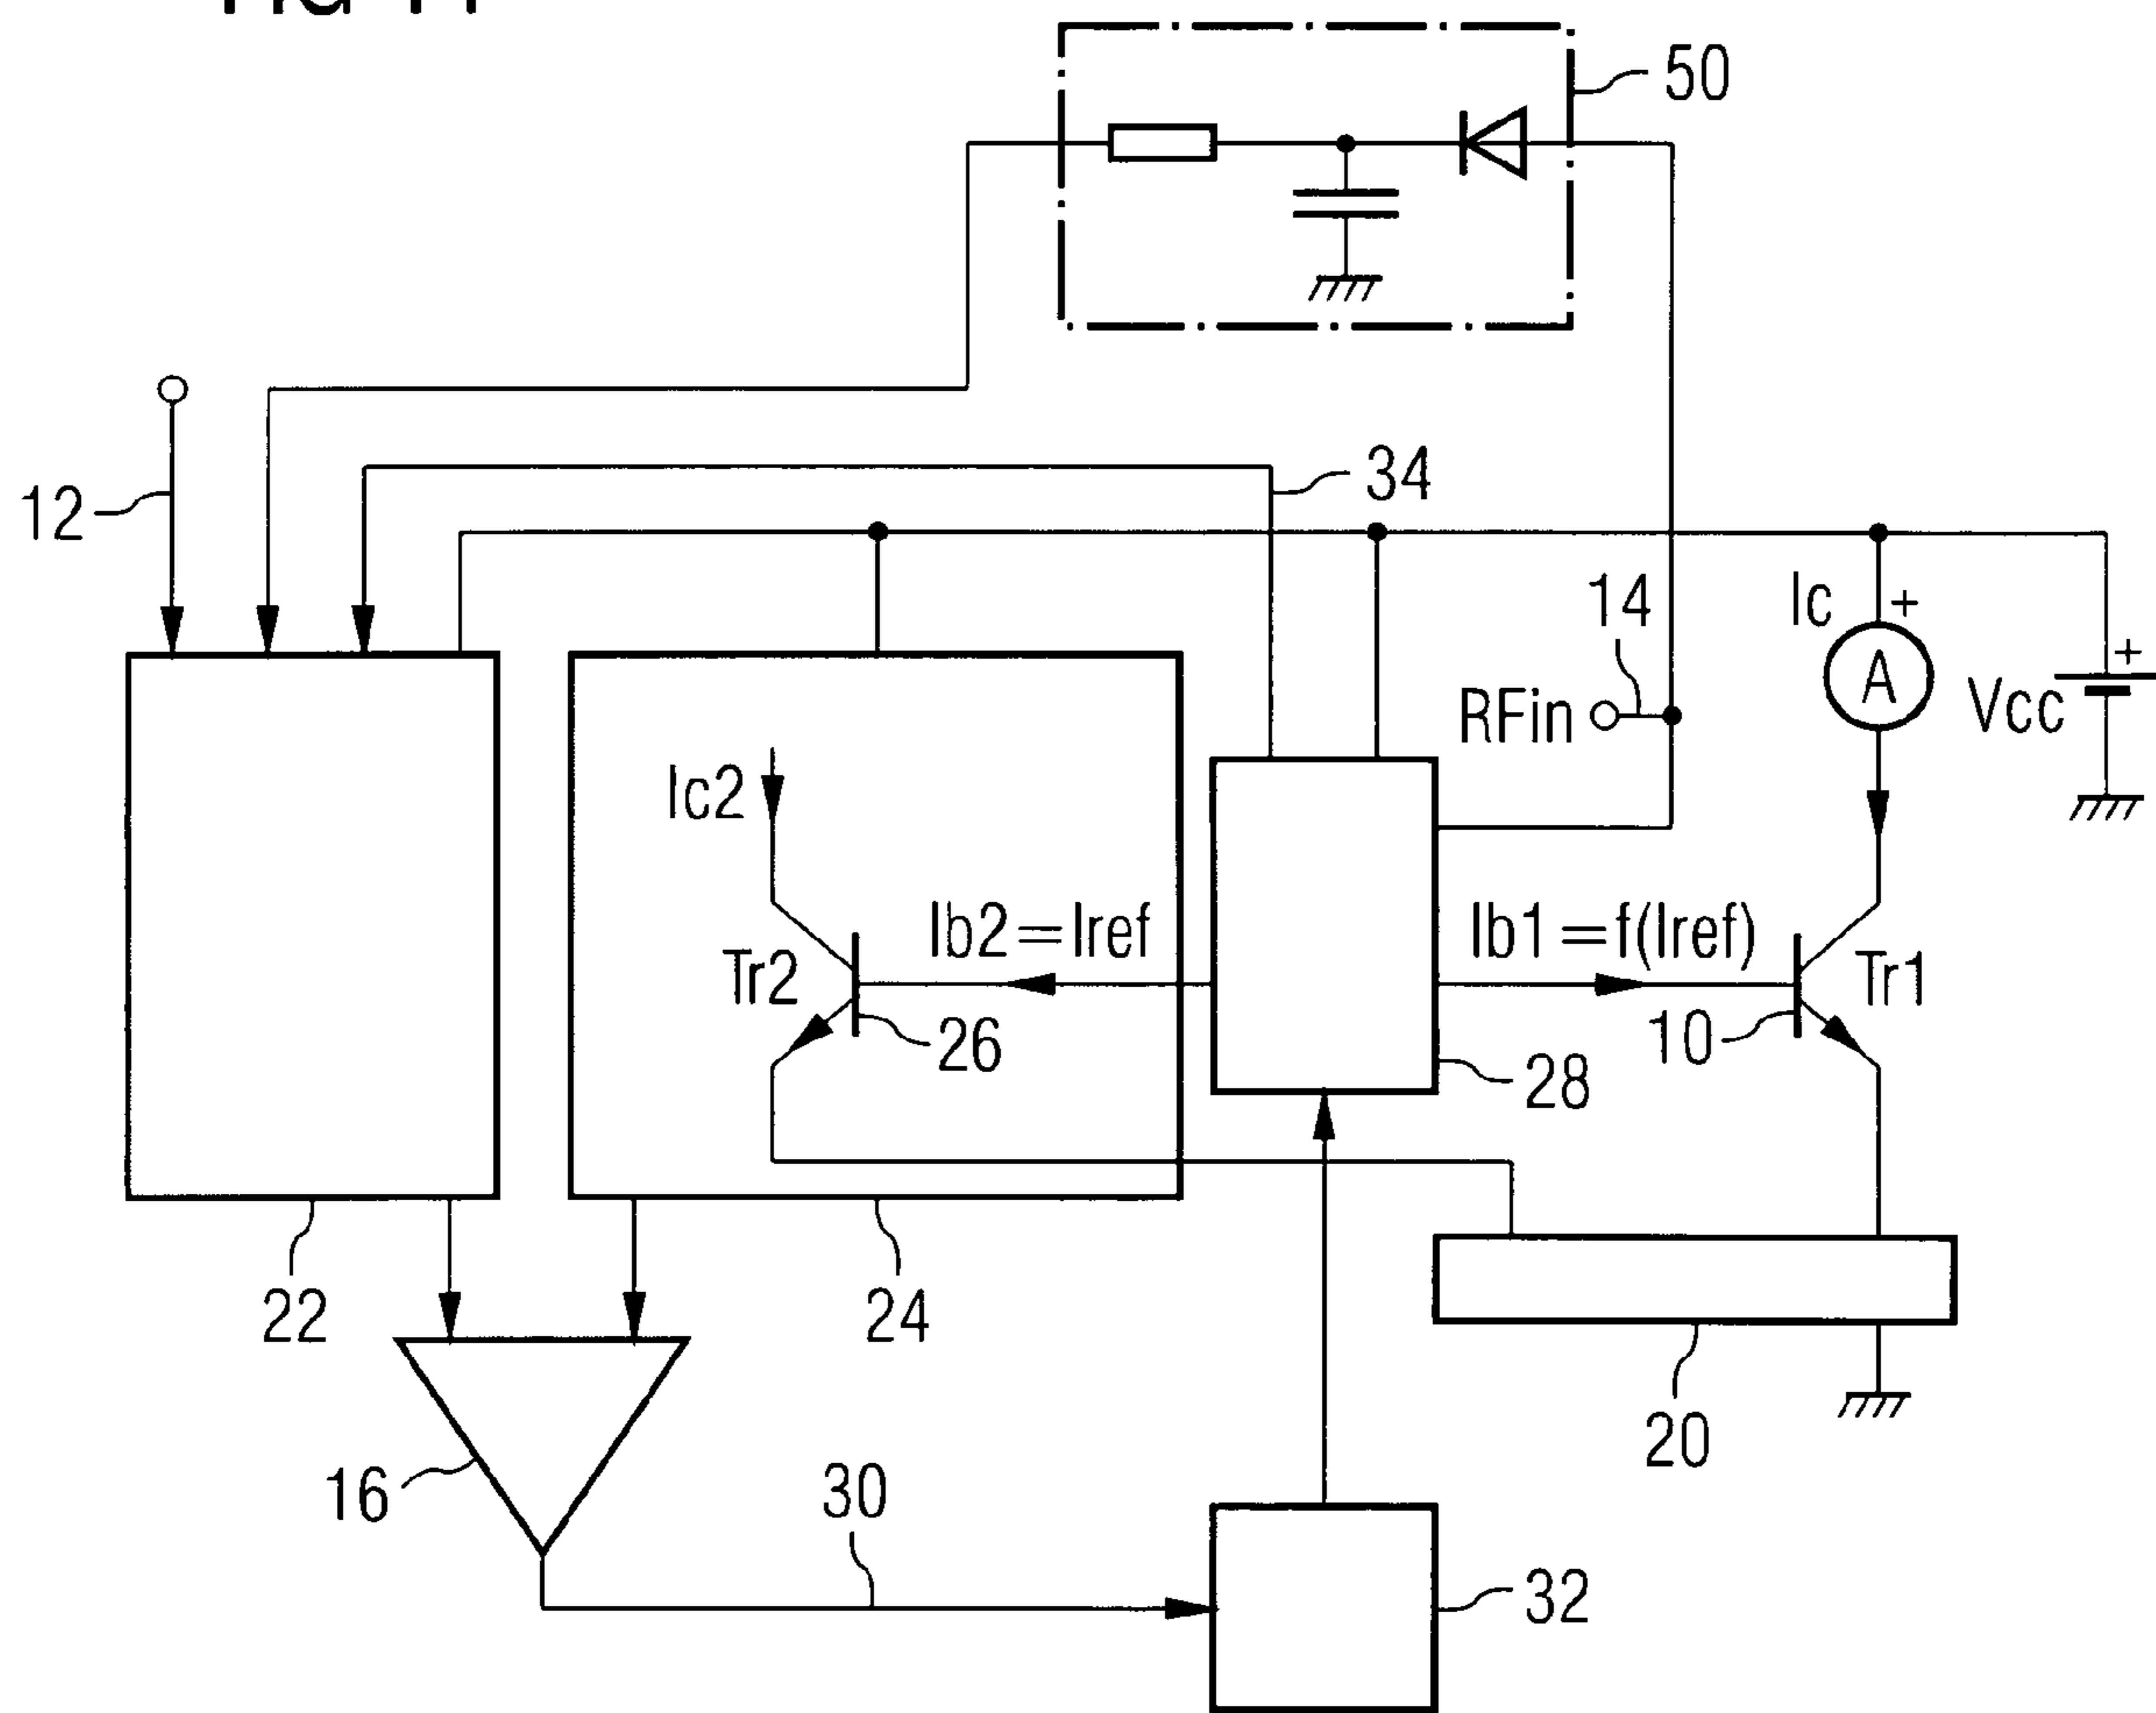 50
34
12
14
Ic
+
+
A
Vcc
RFin
Ic2
Ib2=Iref
Ib1=f(Iref)
Tr2
Tr1
26
10
28
22
24
20
16
30
32